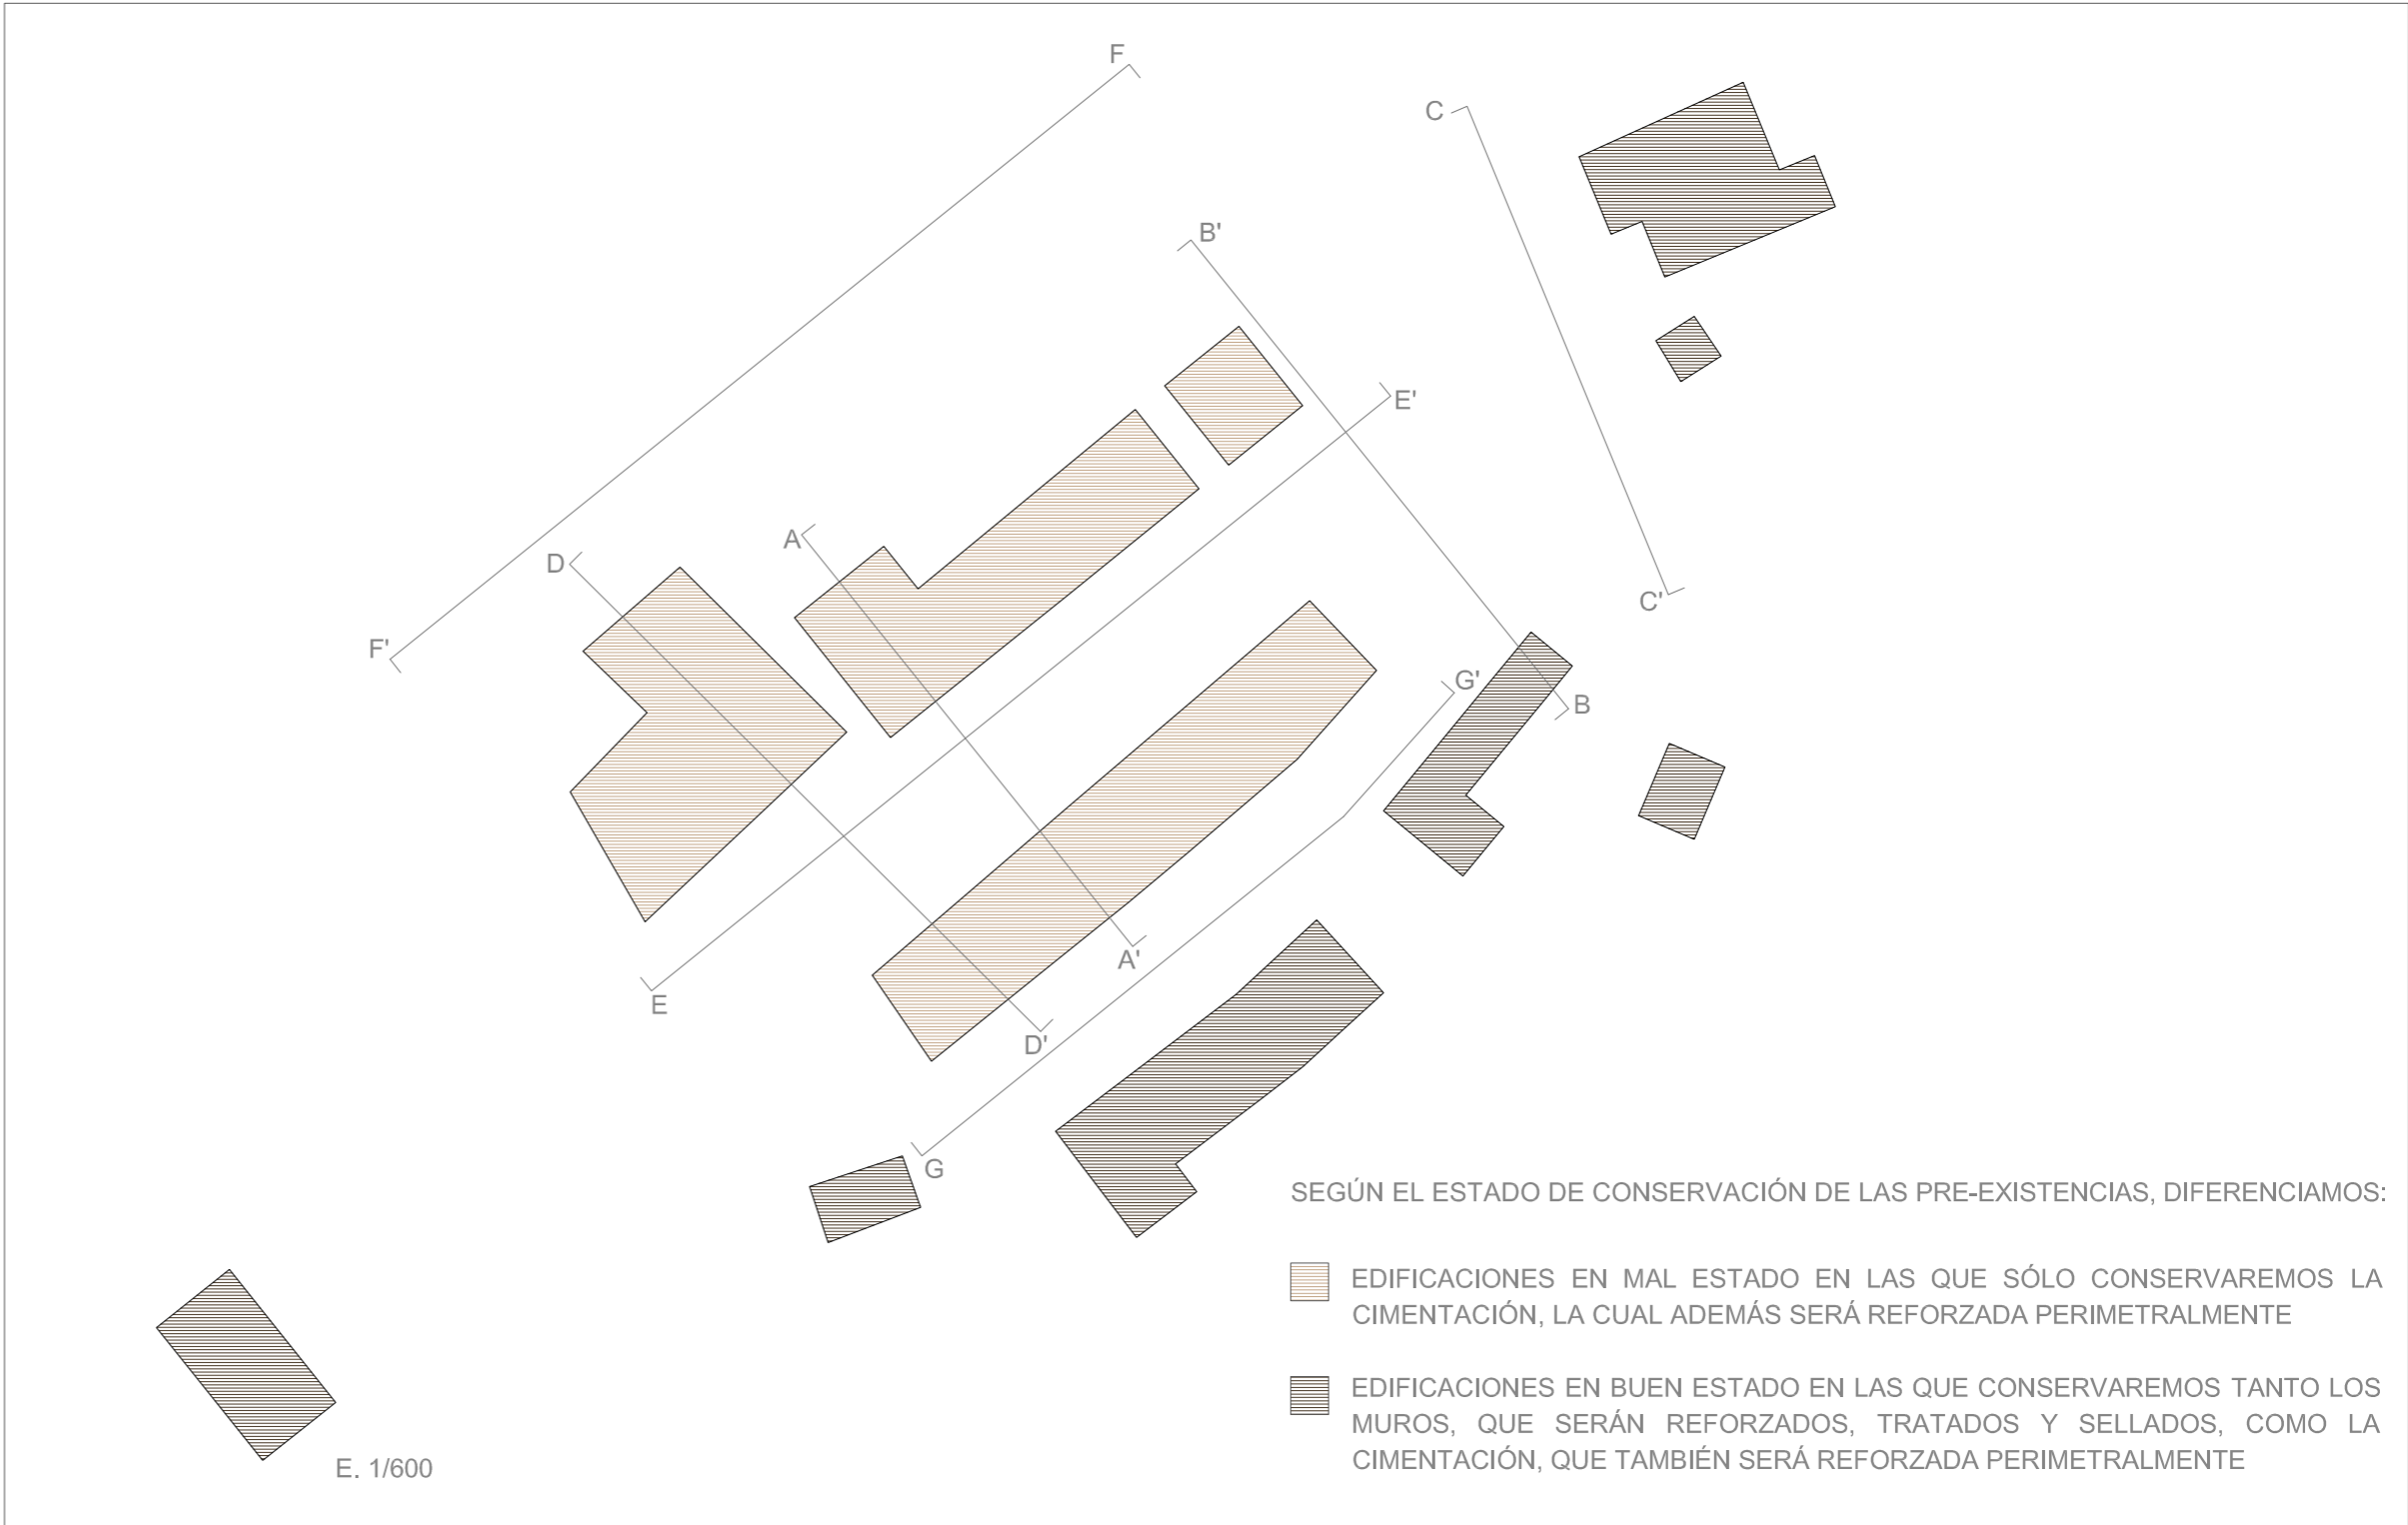 F
C
B'
E'
A
D
C'
F'
G'
B
A'
E
D'
G
SEGÚN EL ESTADO DE CONSERVACIÓN DE LAS PRE-EXISTENCIAS, DIFERENCIAMOS:
EDIFICACIONES EN MAL ESTADO EN LAS QUE SÓLO CONSERVAREMOS LA
CIMENTACIÓN, LA CUAL ADEMÁS SERÁ REFORZADA PERIMETRALMENTE
EDIFICACIONES EN BUEN ESTADO EN LAS QUE CONSERVAREMOS TANTO LOS
MUROS, QUE SERÁN REFORZADOS, TRATADOS Y SELLADOS, COMO LA
CIMENTACIÓN, QUE TAMBIÉN SERÁ REFORZADA PERIMETRALMENTE
E. 1/600